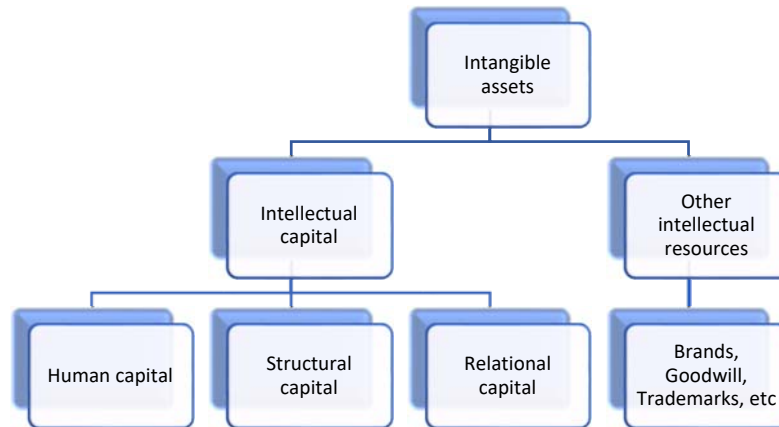 Intangible
assets
Intellectual
capital
Other
intellectual
resources
Human capital
Structural
capital
Relational
capital
Brands,
Goodwill,
Trademarks, etc